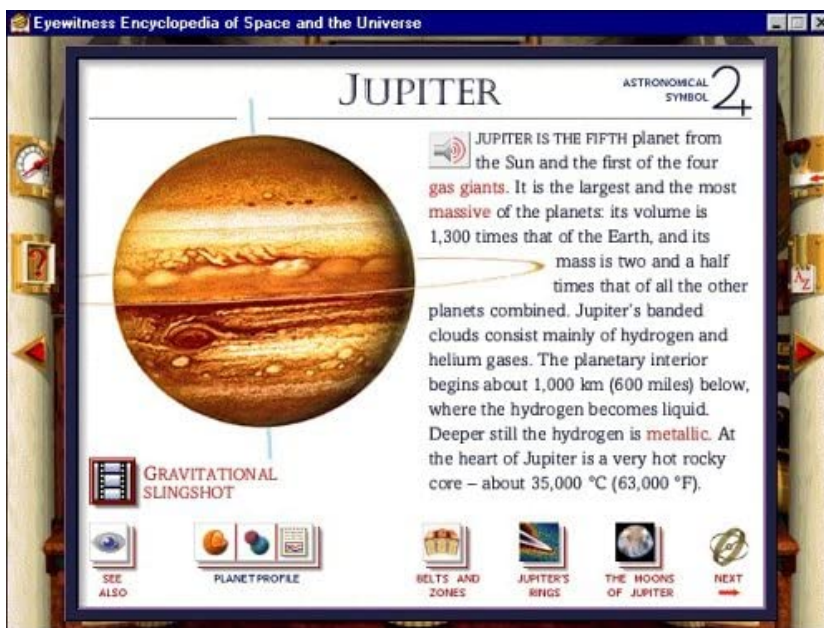 Eyewitness Encyclopedia of Space and the Universe
JUPITER
ASTRONOMICAL
SYMBOL
JUPITER IS THE FIFTH planet from
the Sun and the first of the four
gas giants. It is the largest and the most
massive of the planets: its volume is
1,300 times that of the Earth, and its
mass is two and a half
times that of all the other
planets combined. Jupiter's banded
clouds consist mainly of hydrogen and
helium gases. The planetary interior
begins about 1,000 km (600 miles) below,
where the hydrogen becomes liquid.
Deeper still the hydrogen is metallic. At
the heart of Jupiter is a very hot rocky
core – about 35,000 °C (63,000 °F).
GRAVITATIONAL
SLINGSHOT
SEE
ALSO
PLANET PROFILE
BELTS AND
ZONES
JUPITER'S
RINGS
THE MOONS
OF JUPITER
NEXT
?
A
Z